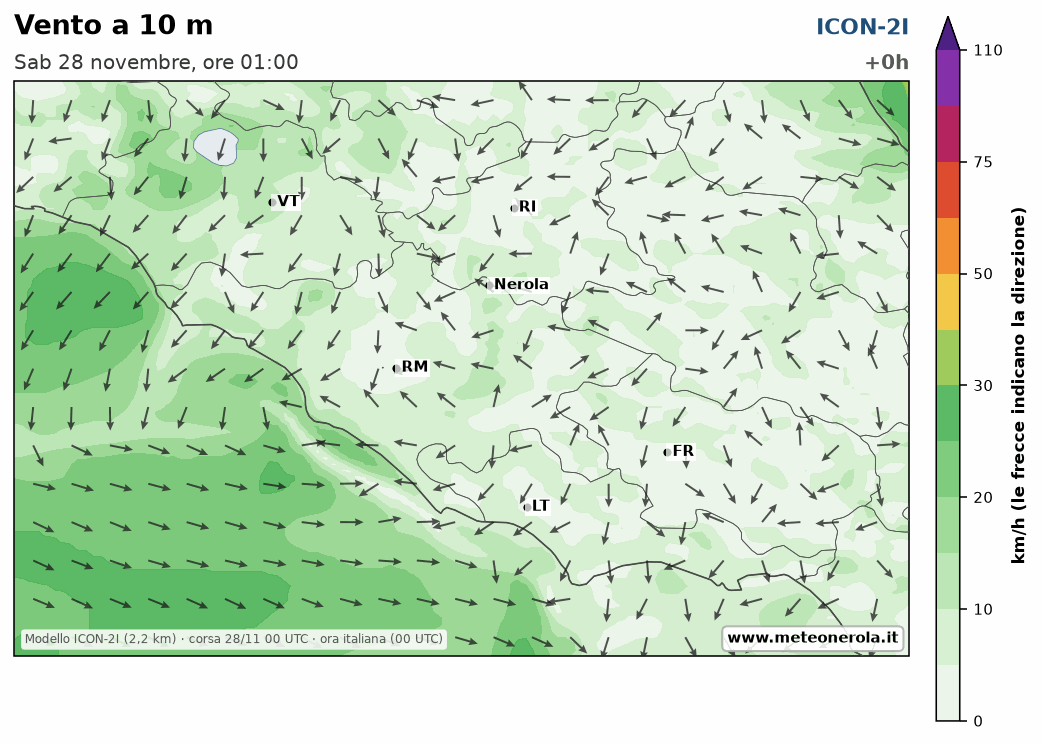 Vento a 10 m
ICON-2I
Sab 28 novembre, ore 01:00
+0h
110
75
50
30
20
10
0
km/h (le frecce indicano la direzione)
VT
RI
Nerola
RM
FR
LT
Modello ICON-2I (2,2 km) · corsa 28/11 00 UTC · ora italiana (00 UTC)
www.meteonerola.it